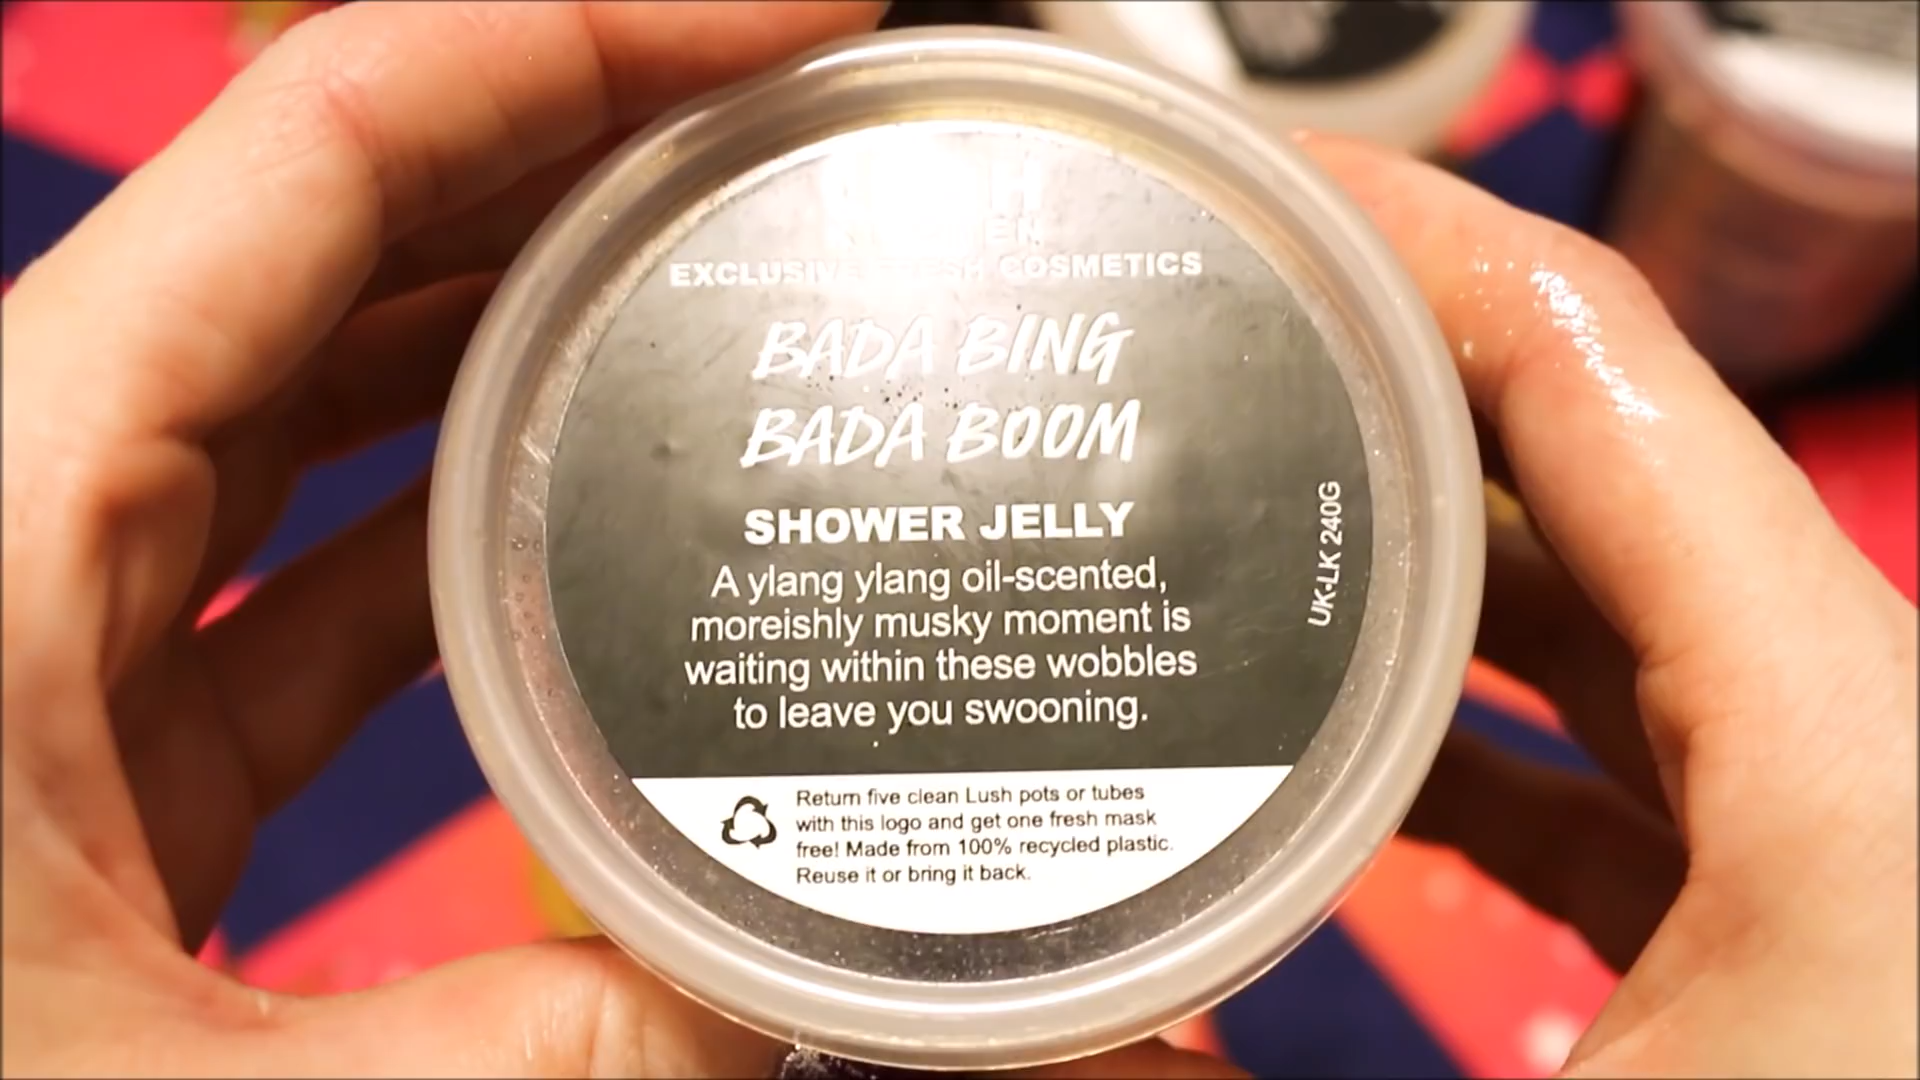 EXCLUSIVE FRESH COSMETICS
BADA BING
BADA BOOM
SHOWER JELLY
A ylang ylang oil-scented,
moreishly musky moment is
waiting within these wobbles
to leave you swooning.
UK-LK 240G
Return five clean Lush pots or tubes
with this logo and get one fresh mask
free! Made from 100% recycled plastic.
Reuse it or bring it back.